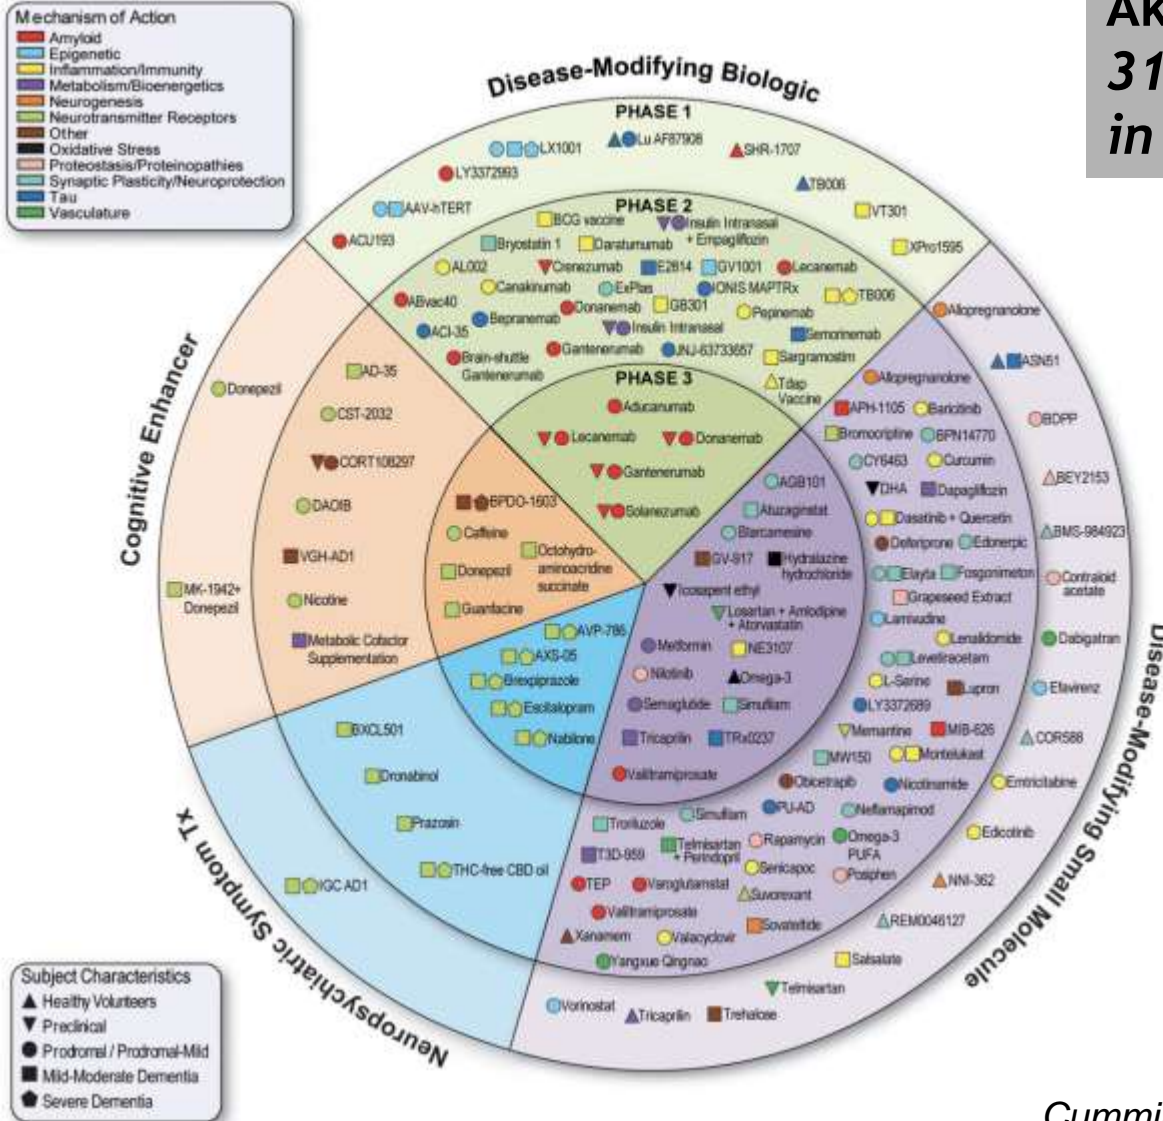 Mechanism of Action
Amyloid
Epigenetic
Inflammation/Immunity
Metabolism/Bioenergetics
Neurogenesis
Neurotransmitter Receptors
Other
Oxidative Stress
Proteostasis/Proteinopathies
Synaptic Plasticity/Neuroprotection
Tau
Vasculature
AK
31
in
Disease-Modifying Biologic
PHASE 1
LX1001
Lu AF87908
SHR-1707
LY3372993
TB006
AAV-hTERT
VT301
ACU193
XPro1595
PHASE 2
BCG vaccine
Insulin Intranasal
+ Empagliflozin
Bryostatin 1
Daratumumab
AL002
Crenezumab
E2814
GV1001
Lecanemab
Canakinumab
ExPlas
IONIS MAPTRx
TB006
ABvac40
Donanemab
GB301
Pepinemab
ACI-35
Bepranemab
Insulin Intranasal
Semorinemab
Brain-shuttle
Gantenerumab
Gantenerumab
JNJ-63733657
Sargramostim
Tdap
Vaccine
PHASE 3
Aducanumab
Lecanemab
Donanemab
Gantenerumab
Solanezumab
Cognitive Enhancer
Donepezil
MK-1942+
Donepezil
AD-35
CST-2032
CORT108297
DAOIB
VGH-AD1
Nicotine
Metabolic Cofactor
Supplementation
BPDO-1603
Caffeine
Octohydro-
aminoacridine
succinate
Donepezil
Guanfacine
Neuropsychiatric Symptom Tx
AVP-786
AXS-05
Brexpiprazole
Escitalopram
Nabilone
BXCL501
Dronabinol
Prazosin
THC-free CBD oil
IGC AD1
Disease-Modifying Small Molecule
AGB101
Atuzaginstat
Blarcamesine
GV-917
Hydralazine
hydrochloride
Icosapent ethyl
Losartan + Amlodipine
+ Atorvastatin
Metformin
NE3107
Nilotinib
Omega-3
Semaglutide
Simufilam
Tricaprilin
TRx0237
Valiltramiprosate
Allopregnanolone
APH-1105
Baricitinib
Bromocriptine
BPN14770
CY6463
Curcumin
DHA
Dapagliflozin
Dasatinib + Quercetin
Deferiprone
Edonerpic
Elayta
Fosgonimeton
Grapeseed Extract
Lamivudine
Lenalidomide
Levetiracetam
L-Serine
Lupron
LY3372689
Memantine
MIB-626
MW150
Montelukast
Obicetrapib
Nicotinamide
Simufilam
PU-AD
Neflamapimod
Troriluzole
Telmisartan
+ Perindopril
Rapamycin
Omega-3
PUFA
T3D-959
Senicapoc
Posiphen
TEP
Varoglutamstat
Suvorexant
Valiltramiprosate
Sovateltide
Xanamem
Valacyclovir
Yangxue Qingnao
Allopregnanolone
ASN51
BDPP
BEY2153
BMS-984923
Contraloid
acetate
Dabigatran
Efavirenz
COR588
Emtricitabine
Edicotinib
NNI-362
REM0046127
Salsalate
Telmisartan
Vorinostat
Tricaprilin
Trehalose
Subject Characteristics
Healthy Volunteers
Preclinical
Prodromal / Prodromal-Mild
Mild-Moderate Dementia
Severe Dementia